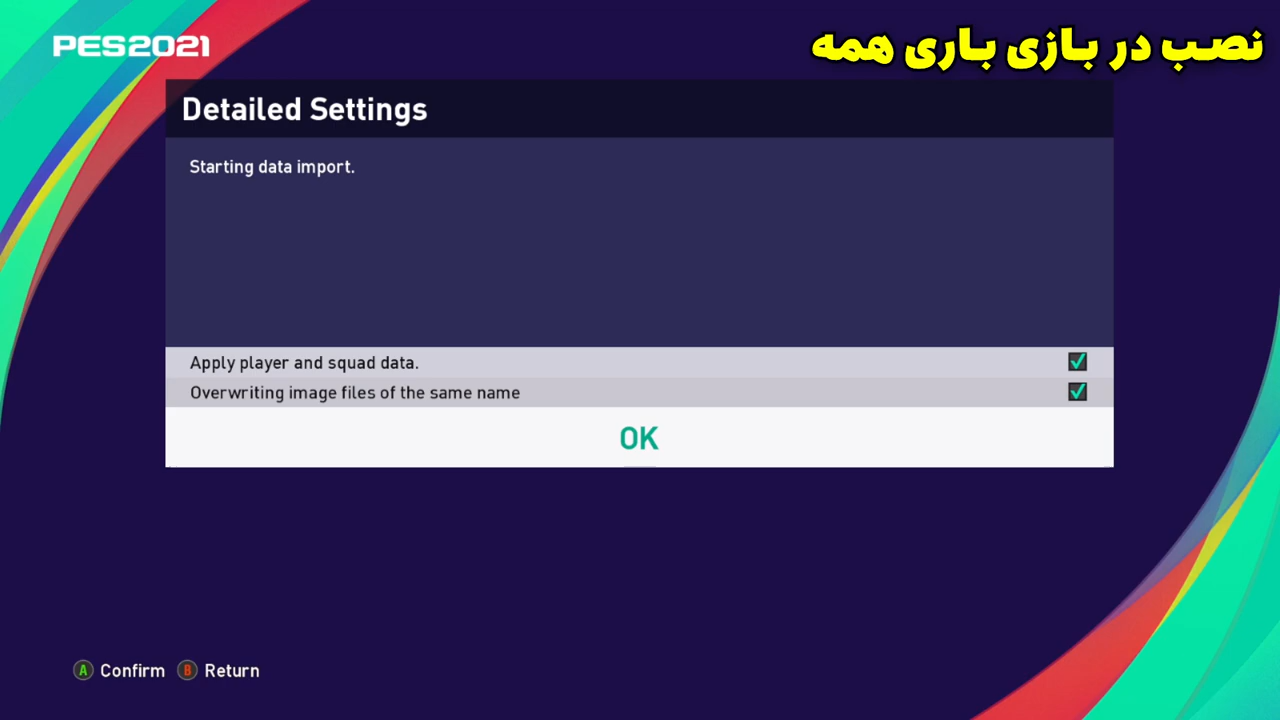 PES2021
نصب در بازی باری همه
Detailed Settings
Starting data import.
Apply player and squad data.
Overwriting image files of the same name
OK
A Confirm B Return